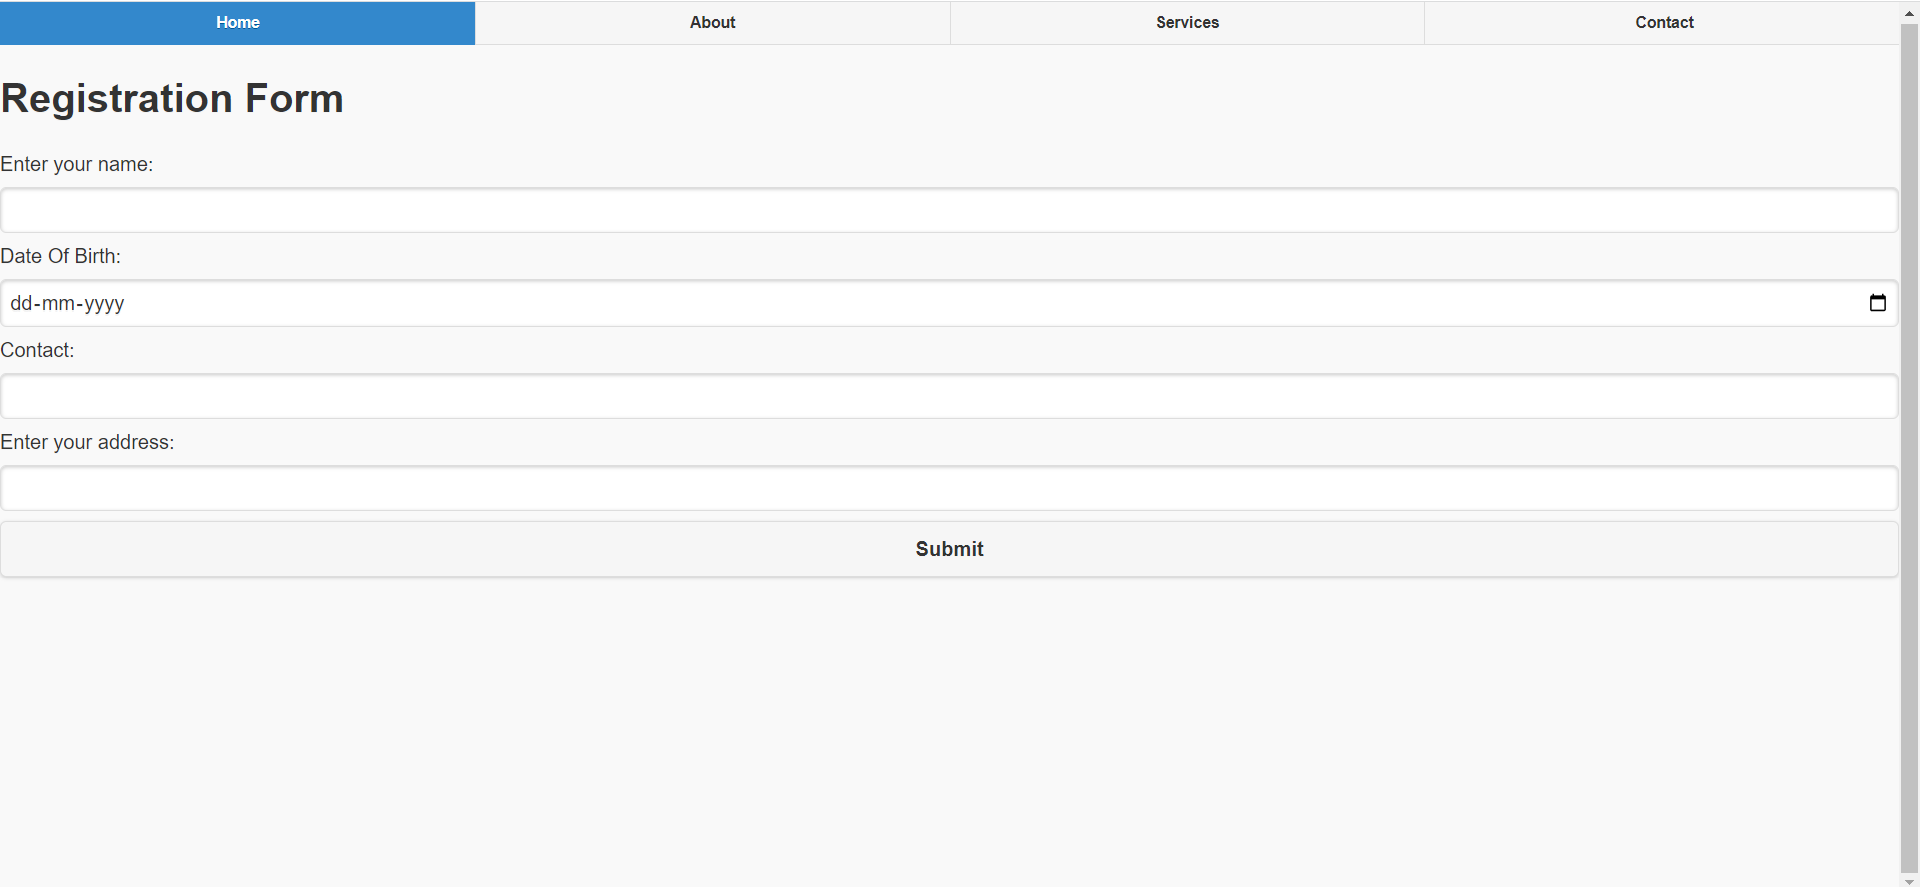 Home About Services Contact
Registration Form
Enter your name:
Date Of Birth:
dd-mm-yyyy
Contact:
Enter your address:
Submit